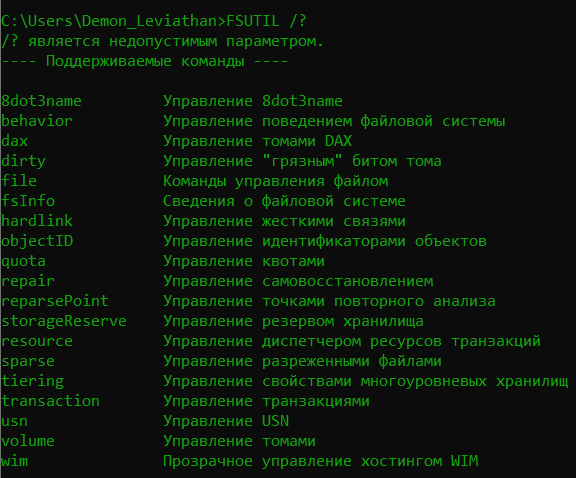 C:\Users\Demon_Leviathan>FSUTIL /?
/? является недопустимым параметром.
---- Поддерживаемые команды ----
8dot3name Управление 8dot3name
behavior Управление поведением файловой системы
dax Управление томами DAX
dirty Управление "грязным" битом тома
file Команды управления файлом
fsInfo Сведения о файловой системе
hardlink Управление жесткими связями
objectID Управление идентификаторами объектов
quota Управление квотами
repair Управление самовосстановлением
reparsePoint Управление точками повторного анализа
storageReserve Управление резервом хранилища
resource Управление диспетчером ресурсов транзакций
sparse Управление разреженными файлами
tiering Управление свойствами многоуровневых хранилищ
transaction Управление транзакциями
usn Управление USN
volume Управление томами
wim Прозрачное управление хостингом WIM